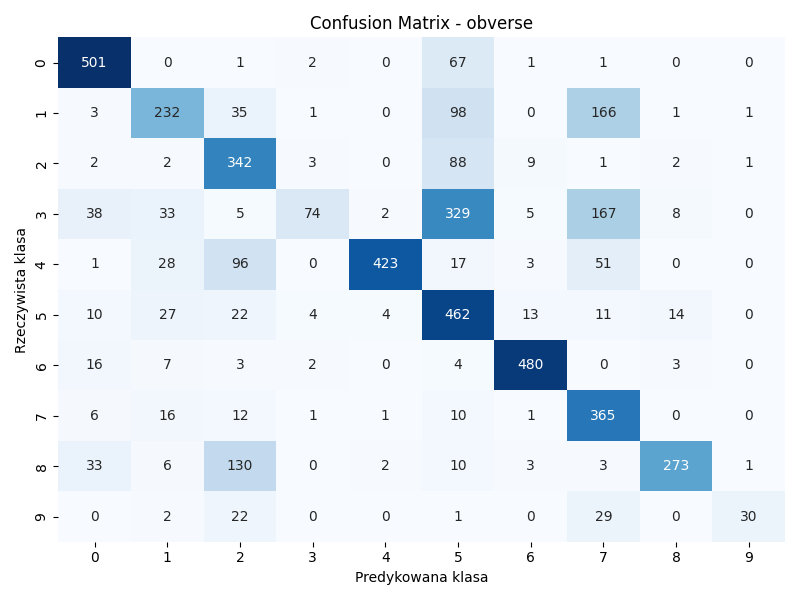 Confusion Matrix - obverse
Rzeczywista klasa
0 501 0 1 2 0 67 1 1 0 0
1 3 232 35 1 0 98 0 166 1 1
2 2 2 342 3 0 88 9 1 2 1
3 38 33 5 74 2 329 5 167 8 0
4 1 28 96 0 423 17 3 51 0 0
5 10 27 22 4 4 462 13 11 14 0
6 16 7 3 2 0 4 480 0 3 0
7 6 16 12 1 1 10 1 365 0 0
8 33 6 130 0 2 10 3 3 273 1
9 0 2 22 0 0 1 0 29 0 30
0 1 2 3 4 5 6 7 8 9
Predykowana klasa